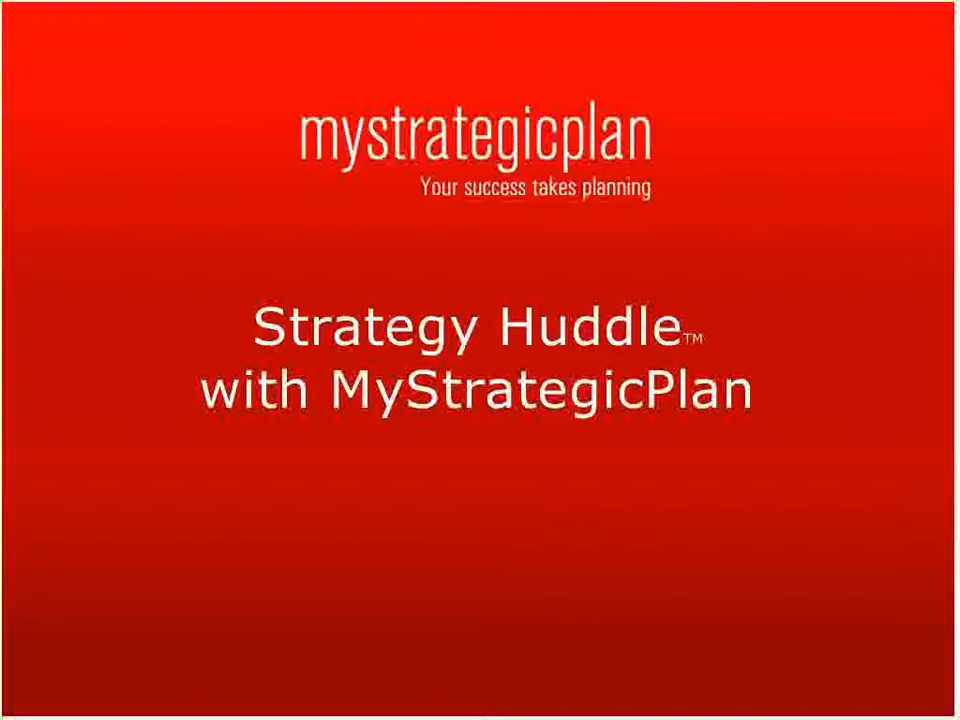 mystrategicplan
Your success takes planning
Strategy Huddle™
with MyStrategicPlan